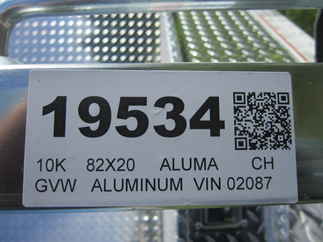 19534
10K 82X20 ALUMA CH
GVW ALUMINUM VIN 02087